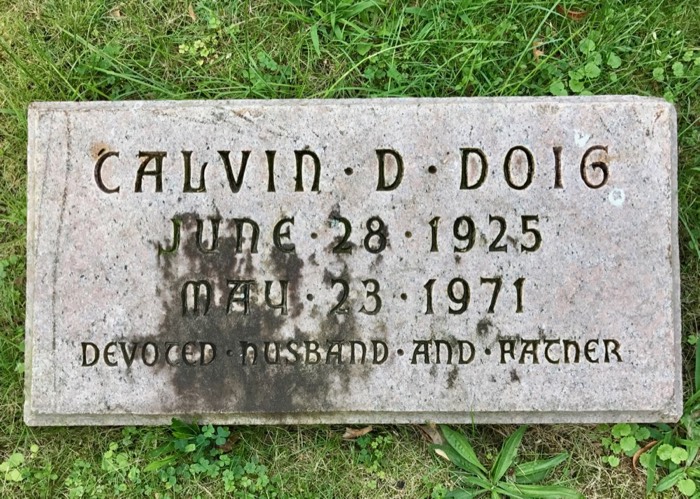 CALVIN · D · DOIG
JUNE · 28 · 1925
MAY · 23 · 1971
DEVOTED · HUSBAND · AND · FATHER